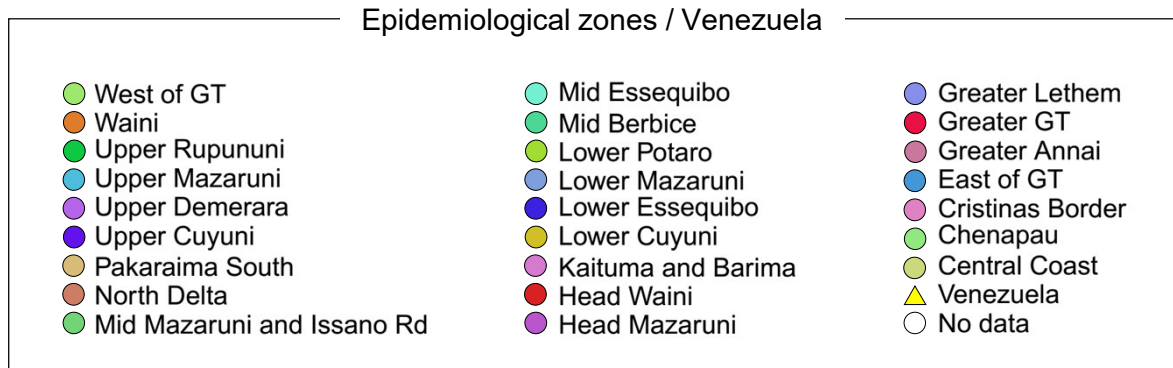 Epidemiological zones / Venezuela
West of GT
Waini
Upper Rupununi
Upper Mazaruni
Upper Demerara
Upper Cuyuni
Pakaraima South
North Delta
Mid Mazaruni and Issano Rd
Mid Essequibo
Mid Berbice
Lower Potaro
Lower Mazaruni
Lower Essequibo
Lower Cuyuni
Kaituma and Barima
Head Waini
Head Mazaruni
Greater Lethem
Greater GT
Greater Annai
East of GT
Cristinas Border
Chenapau
Central Coast
Venezuela
No data